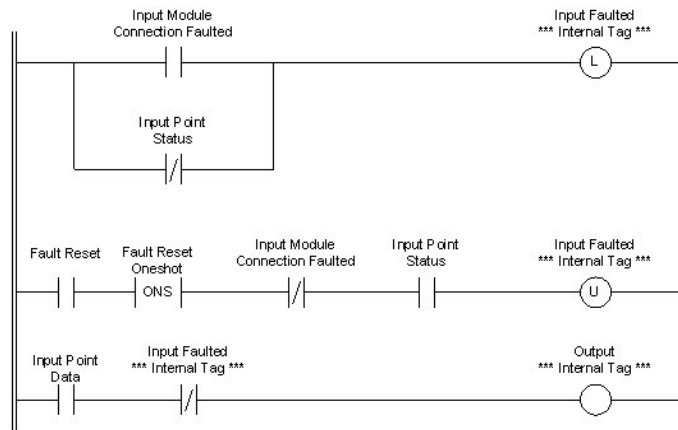 Input Module
Connection Faulted
Input Faulted
*** Internal Tag ***
L
Input Point
Status
Fault Reset
Fault Reset
Oneshot
ONS
Input Module
Connection Faulted
Input Point
Status
Input Faulted
*** Internal Tag ***
U
Input Point
Data
Input Faulted
*** Internal Tag ***
Output
*** Internal Tag ***